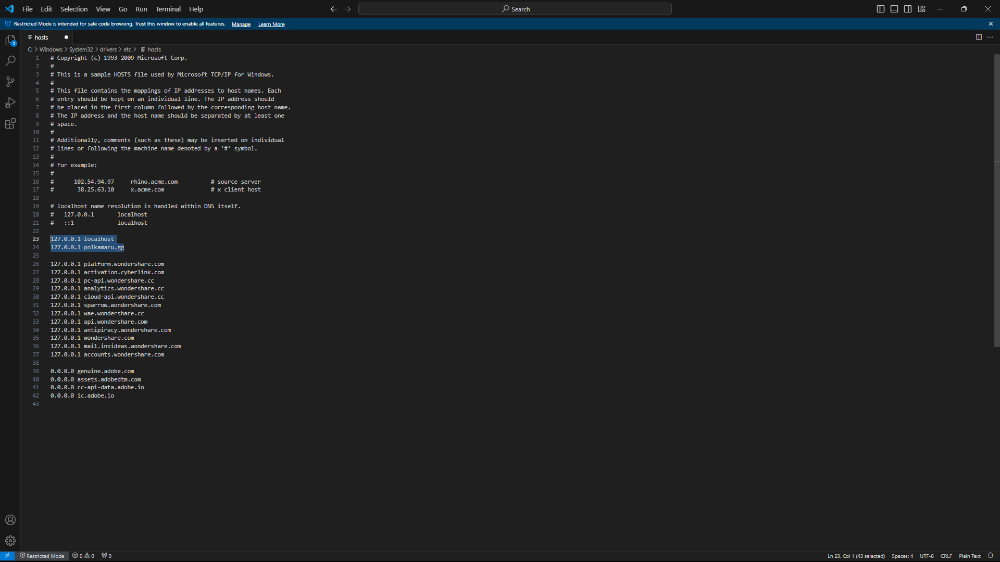 File Edit Selection View Go Run Terminal Help
Search
Restricted Mode is intended for safe code browsing. Trust this window to enable all features. Manage Learn More
hosts
1
C: > Windows > System32 > drivers > etc > hosts
1 # Copyright (c) 1993-2009 Microsoft Corp.
2 #
3 # This is a sample HOSTS file used by Microsoft TCP/IP for Windows.
4 #
5 # This file contains the mappings of IP addresses to host names. Each
6 # entry should be kept on an individual line. The IP address should
7 # be placed in the first column followed by the corresponding host name.
8 # The IP address and the host name should be separated by at least one
9 # space.
10 #
11 # Additionally, comments (such as these) may be inserted on individual
12 # lines or following the machine name denoted by a '#' symbol.
13 #
14 # For example:
15 #
16 #      102.54.94.97     rhino.acme.com          # source server
17 #       38.25.63.10     x.acme.com              # x client host
18
19 # localhost name resolution is handled within DNS itself.
20 #   127.0.0.1       localhost
21 #   ::1             localhost
22
23 127.0.0.1 localhost
24 127.0.0.1 polkamaru.gg
25
26 127.0.0.1 platform.wondershare.com
27 127.0.0.1 activation.cyberlink.com
28 127.0.0.1 pc-api.wondershare.cc
29 127.0.0.1 analytics.wondershare.cc
30 127.0.0.1 cloud-api.wondershare.cc
31 127.0.0.1 sparrow.wondershare.com
32 127.0.0.1 wae.wondershare.cc
33 127.0.0.1 api.wondershare.com
34 127.0.0.1 antipiracy.wondershare.com
35 127.0.0.1 wondershare.com
36 127.0.0.1 mail.insidews.wondershare.com
37 127.0.0.1 accounts.wondershare.com
38
39 0.0.0.0 genuine.adobe.com
40 0.0.0.0 assets.adobedtm.com
41 0.0.0.0 cc-api-data.adobe.io
42 0.0.0.0 ic.adobe.io
43
Restricted Mode 0 0 0 Ln 23, Col 1 (43 selected) Spaces: 4 UTF-8 CRLF Plain Text